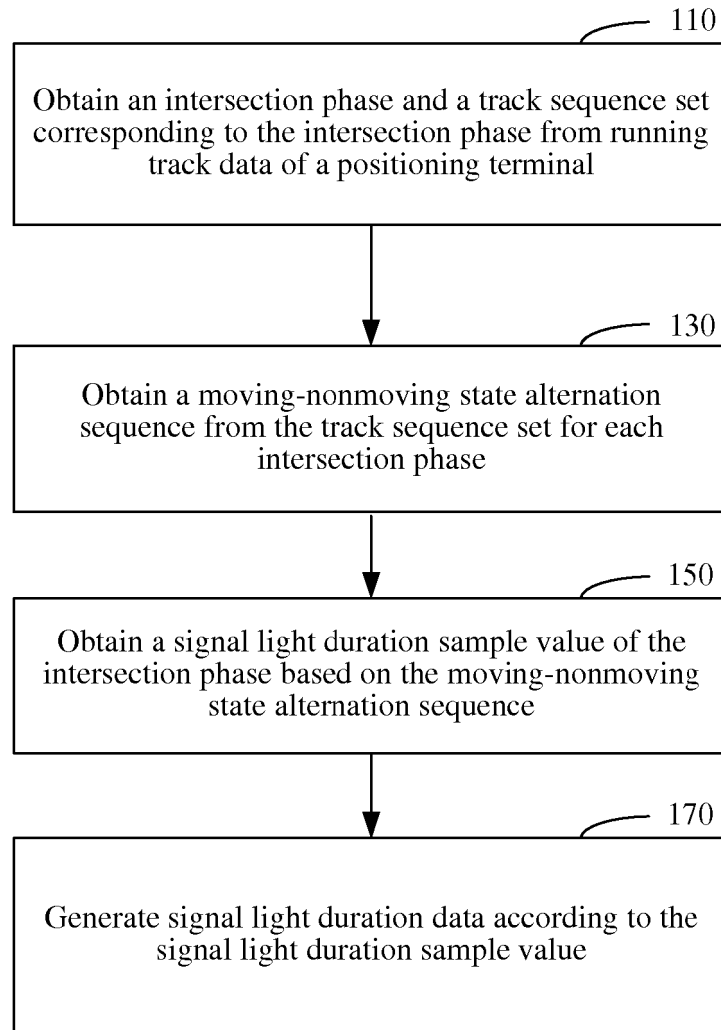 110
Obtain an intersection phase and a track sequence set
corresponding to the intersection phase from running
track data of a positioning terminal
130
Obtain a moving-nonmoving state alternation
sequence from the track sequence set for each
intersection phase
150
Obtain a signal light duration sample value of the
intersection phase based on the moving-nonmoving
state alternation sequence
170
Generate signal light duration data according to the
signal light duration sample value